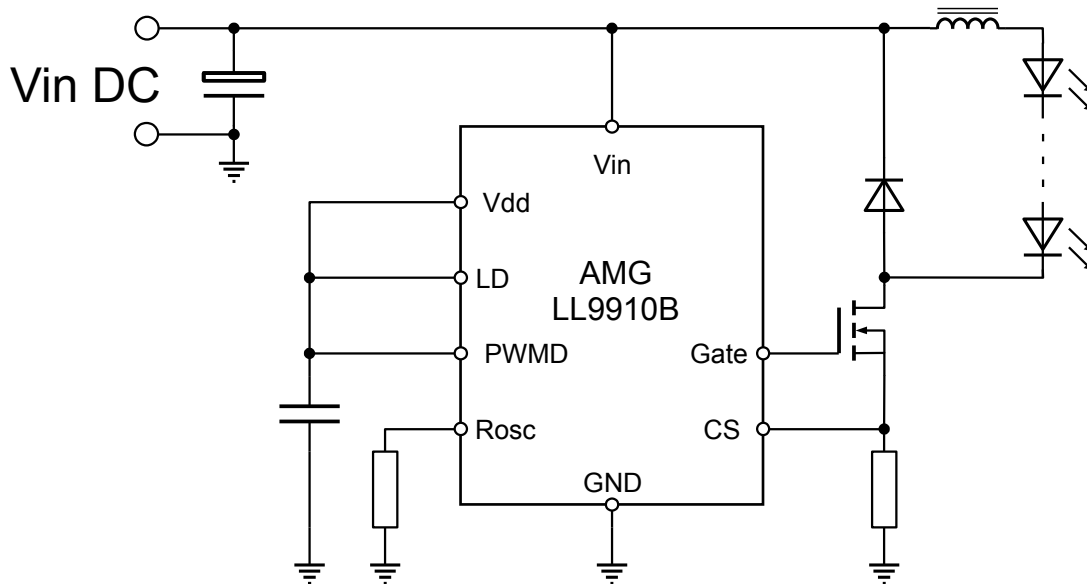 Vin DC
Vin
Vdd
LD
AMG
LL9910B
PWMD
Gate
Rosc
CS
GND